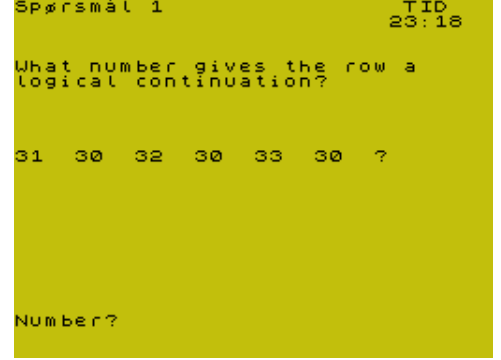 Spørsmål 1 TID
23:18
What number gives the row a
logical continuation?
31 30 32 30 33 30 ?
Number?